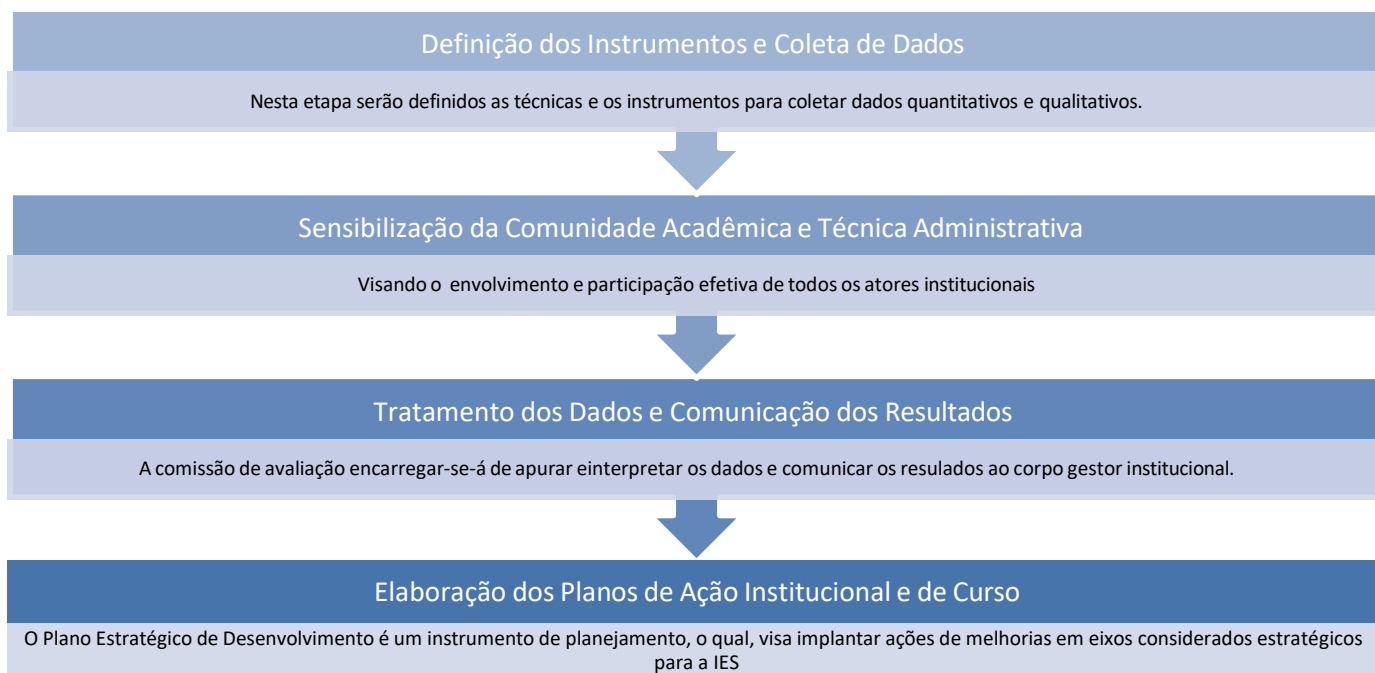 Definição dos Instrumentos e Coleta de Dados
Nesta etapa serão definidos as técnicas e os instrumentos para coletar dados quantitativos e qualitativos.
Sensibilização da Comunidade Acadêmica e Técnica Administrativa
Visando o envolvimento e participação efetiva de todos os atores institucionais
Tratamento dos Dados e Comunicação dos Resultados
A comissão de avaliação encarregar-se-á de apurar einterpretar os dados e comunicar os resulados ao corpo gestor institucional.
Elaboração dos Planos de Ação Institucional e de Curso
O Plano Estratégico de Desenvolvimento é um instrumento de planejamento, o qual, visa implantar ações de melhorias em eixos considerados estratégicos
para a IES